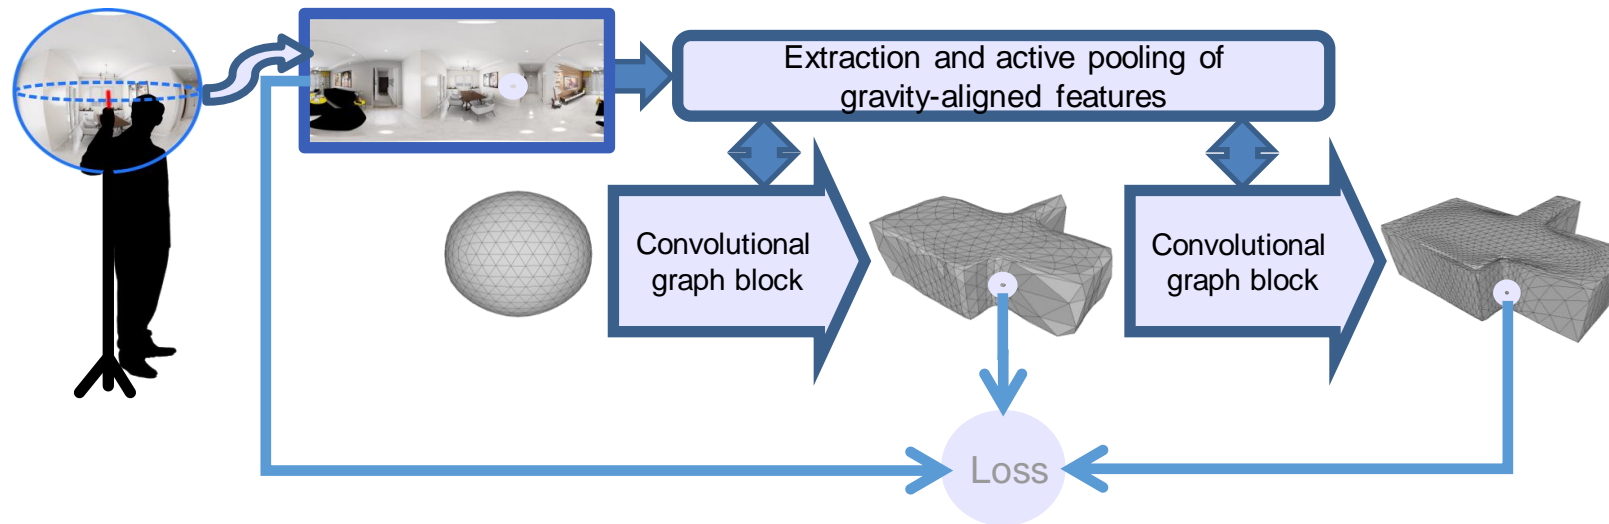 Extraction and active pooling of
gravity-aligned features
Convolutional
graph block
Convolutional
graph block
Loss